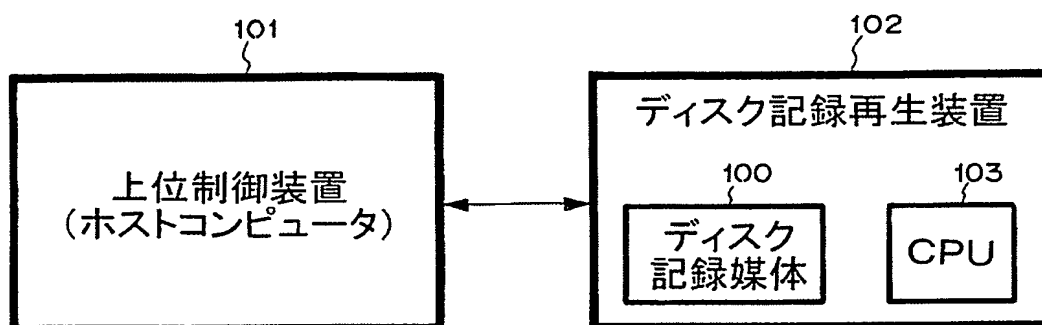 101
上位制御装置
(ホストコンピュータ)
102
ディスク記録再生装置
100
ディスク
記録媒体
103
CPU